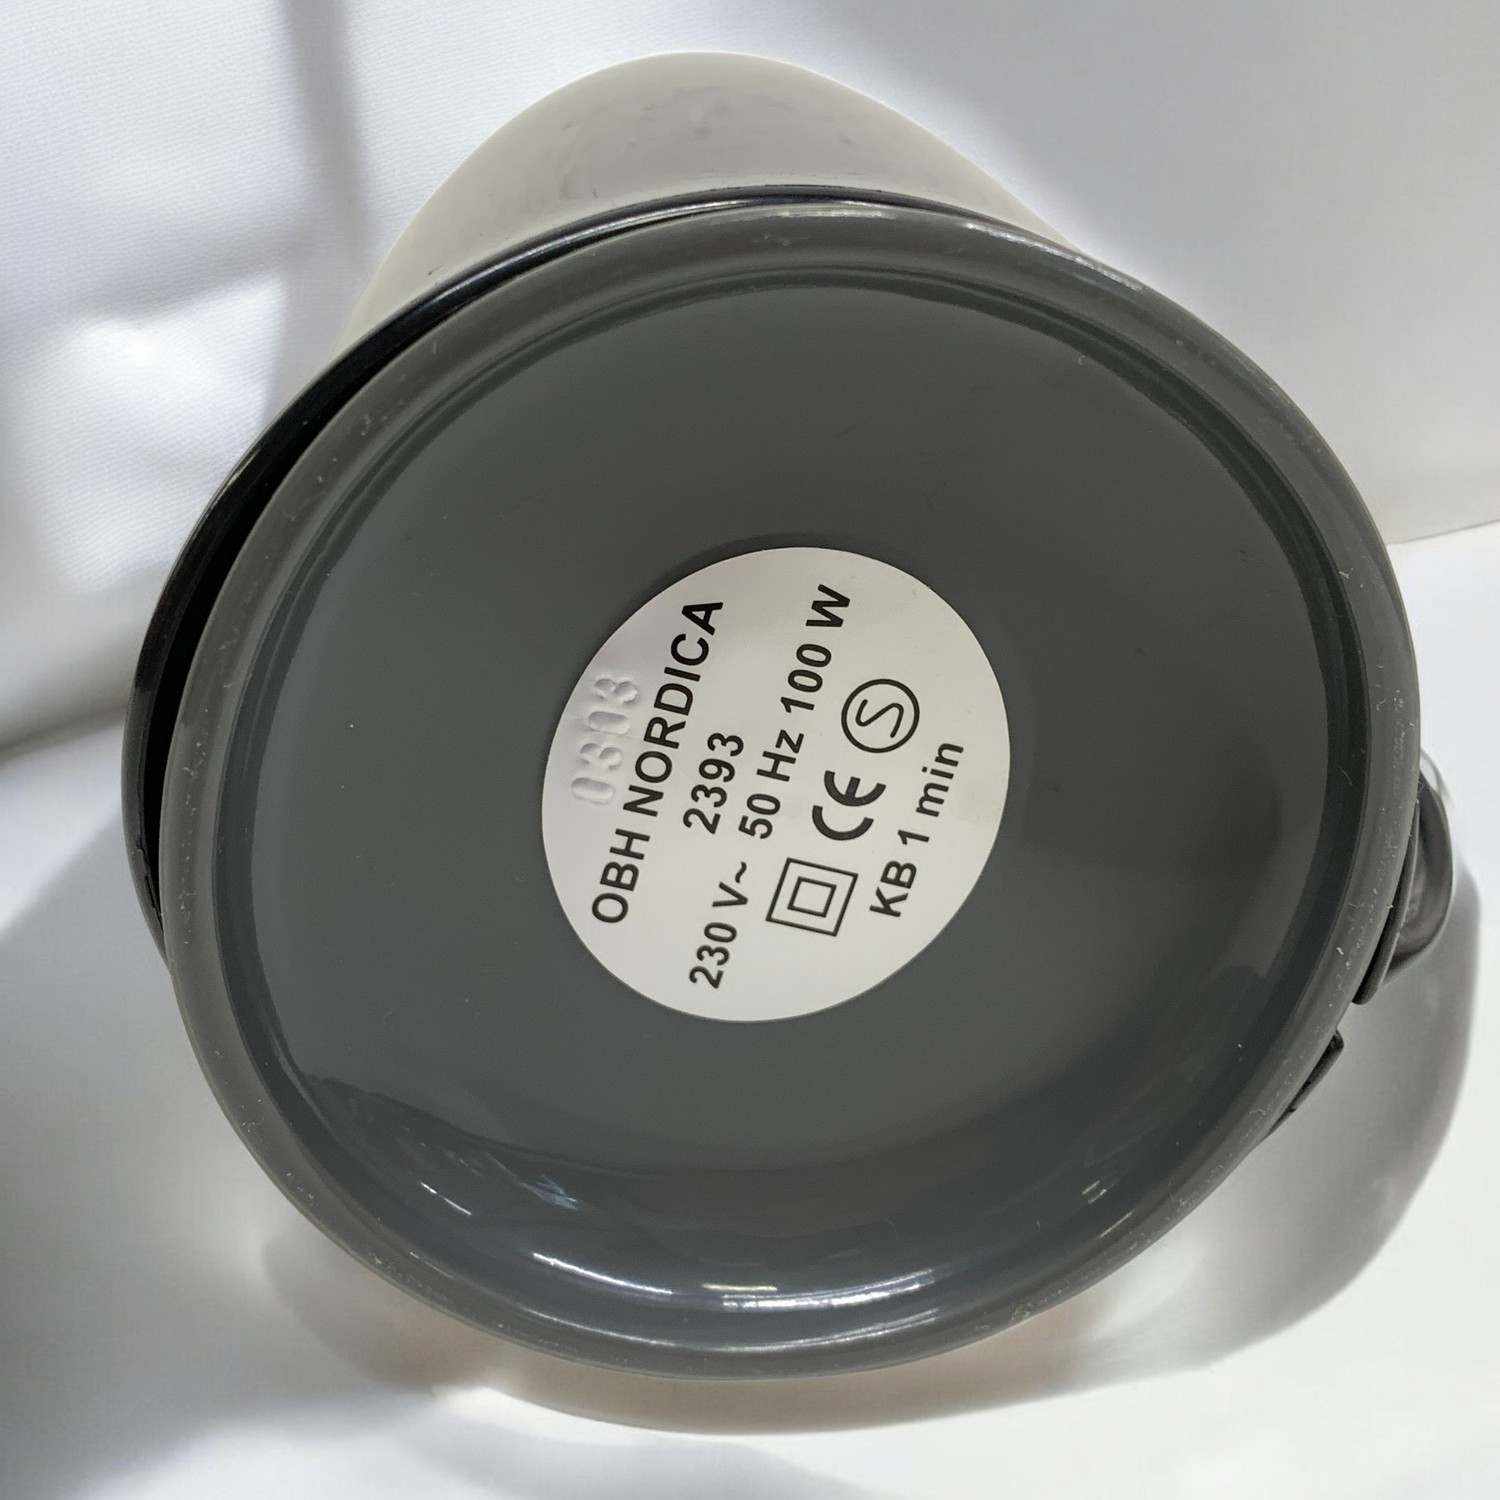 0303
OBH NORDICA
2393
230 V~ 50 Hz 100 W
CE S
KB 1 min